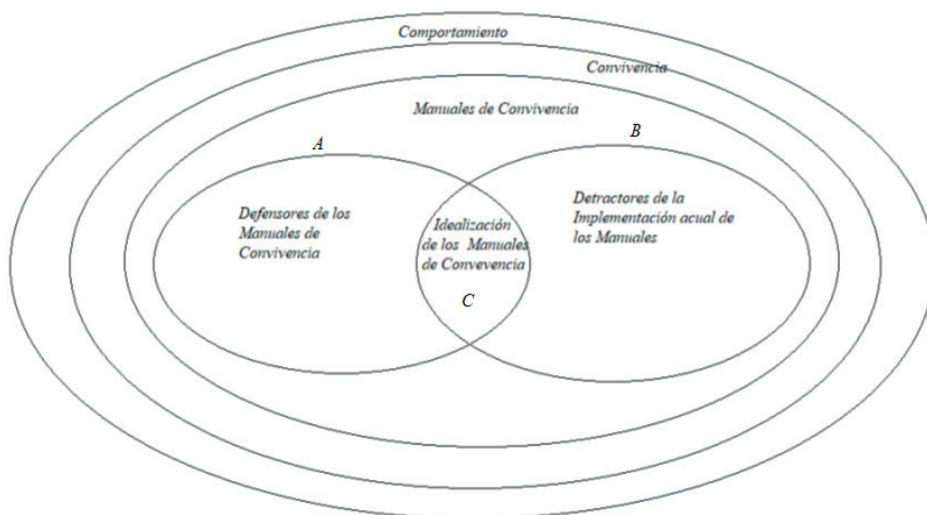 Comportamiento
Convivencia
Manuales de Convivencia
A
B
Defensores de los
Manuales de
Convivencia
Idealización
de los Manuales
de Convevencia
C
Detractores de la
Implementación acual de
los Manuales